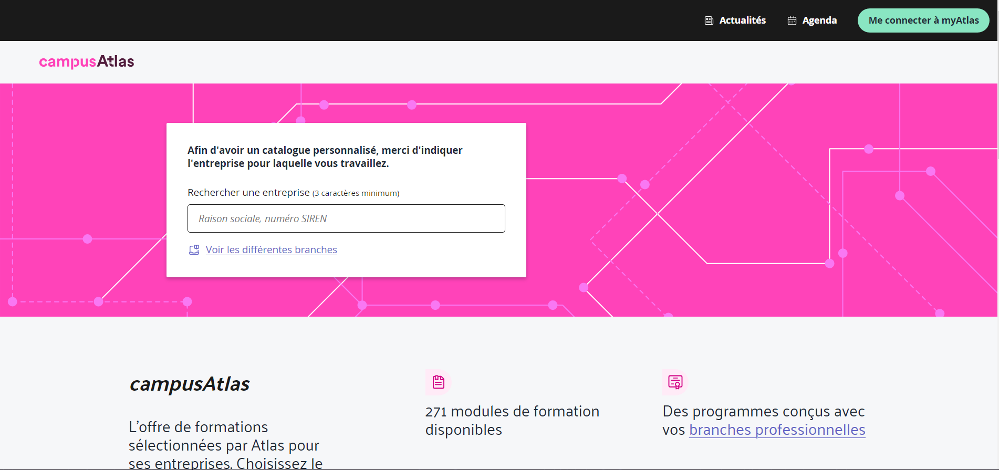 Actualités
Agenda
Me connecter à myAtlas
campusAtlas
Afin d'avoir un catalogue personnalisé, merci d'indiquer
l'entreprise pour laquelle vous travaillez.
Rechercher une entreprise (3 caractères minimum)
Raison sociale, numéro SIREN
Voir les différentes branches
campusAtlas
L'offre de formations
sélectionnées par Atlas pour
ses entreprises. Choisissez le
271 modules de formation
disponibles
Des programmes conçus avec
vos branches professionnelles